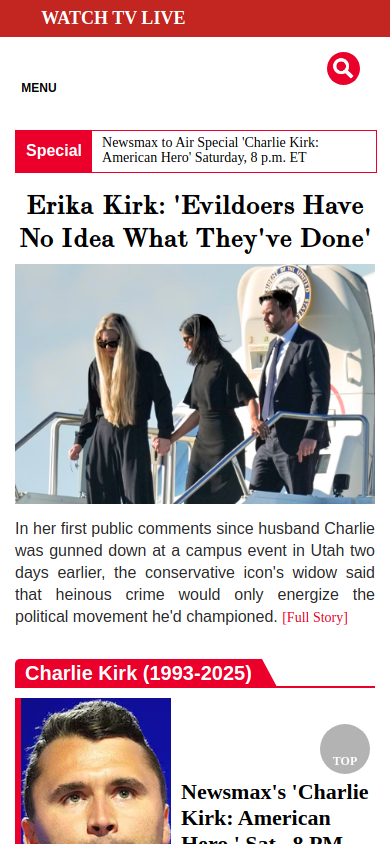 WATCH TV LIVE
MENU
Special
Newsmax to Air Special 'Charlie Kirk:
American Hero' Saturday, 8 p.m. ET
Erika Kirk: 'Evildoers Have
No Idea What They've Done'
In her first public comments since husband Charlie
was gunned down at a campus event in Utah two
days earlier, the conservative icon's widow said
that heinous crime would only energize the
political movement he'd championed. [Full Story]
Charlie Kirk (1993-2025)
TOP
Newsmax's 'Charlie
Kirk: American
Hero,' Sat., 8 PM